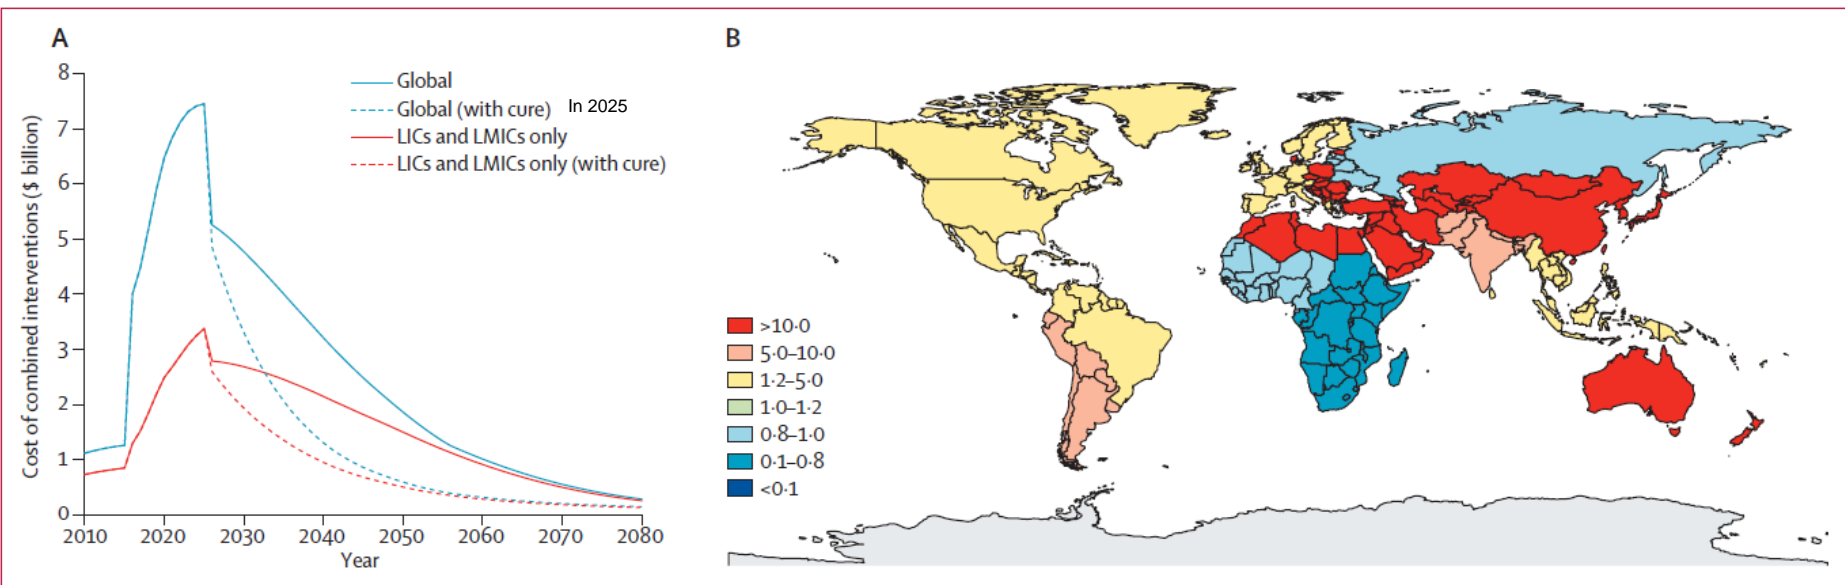 A
Cost of combined interventions ($ billion)
8
7
6
5
4
3
2
1
0
2010 2020 2030 2040 2050 2060 2070 2080
Year
Global
Global (with cure) In 2025
LICs and LMICs only
LICs and LMICs only (with cure)
B
>10·0
5·0–10·0
1·2–5·0
1·0–1·2
0·8–1·0
0·1–0·8
<0·1